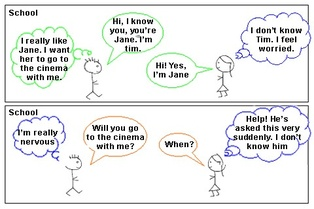 School
I really like
Jane. I want
her to go to
the cinema
with me.
Hi, I know
you, you're
Jane. I'm
tim.
Hi! Yes,
I'm Jane
I don't know
Tim. I feel
worried.
School
I'm really
nervous
Will you go
to the cinema
with me?
When?
Help! He's
asked this very
suddenly. I don't
know him